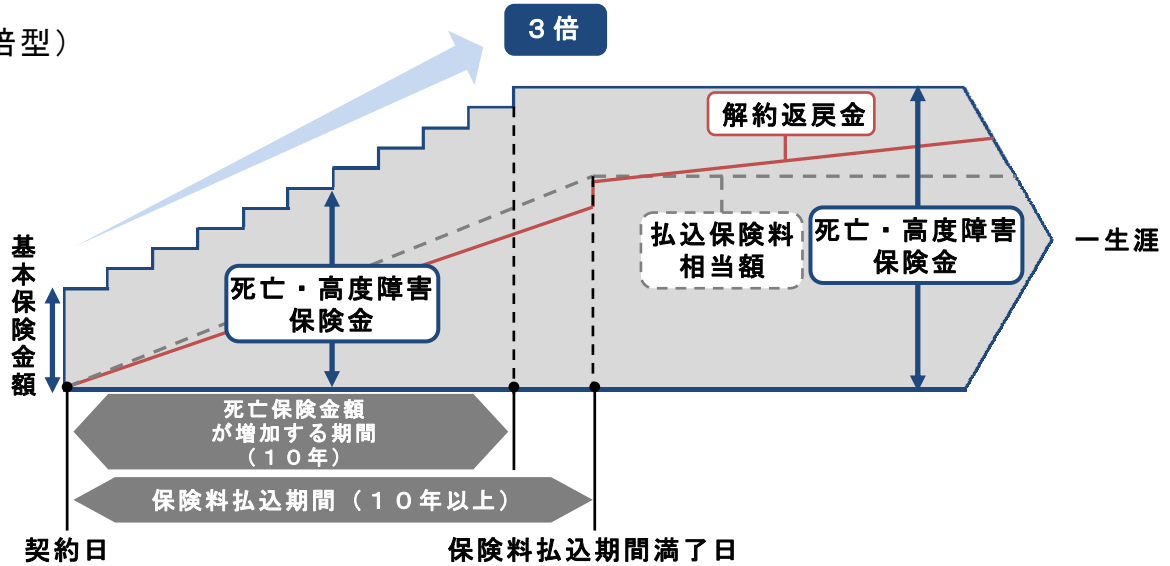 倍型）
３倍
解約返戻金
基本保険金額
払込保険料
相当額
死亡・高度障害
保険金
死亡・高度障害
保険金
一生涯
死亡保険金額
が増加する期間
（１０年）
保険料払込期間（１０年以上）
契約日
保険料払込期間満了日